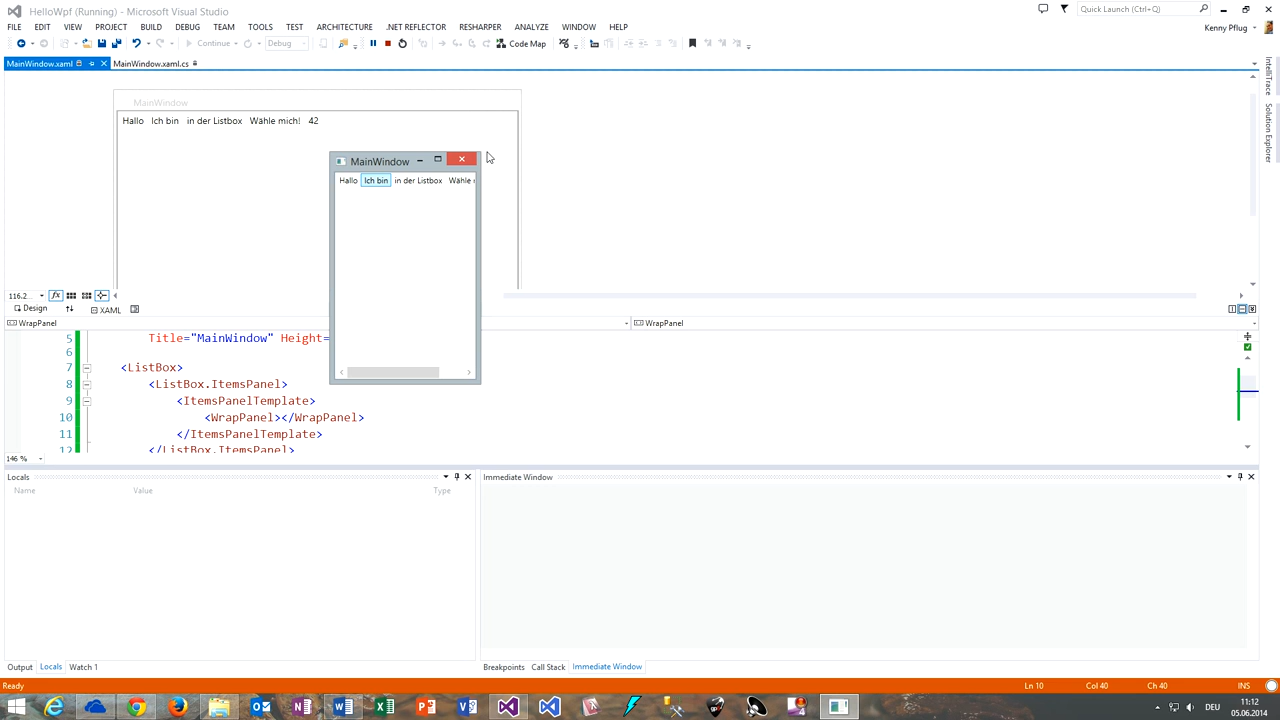 HelloWpf (Running) - Microsoft Visual Studio
Quick Launch (Ctrl+Q)
FILE EDIT VIEW PROJECT BUILD DEBUG TEAM TOOLS TEST ARCHITECTURE .NET REFLECTOR RESHARPER ANALYZE WINDOW HELP
Kenny Pflug
Continue Debug Code Map
MainWindow.xaml MainWindow.xaml.cs
IntelliTrace
Solution Explorer
MainWindow
Hallo Ich bin in der Listbox Wähle mich! 42
MainWindow
Hallo Ich bin in der Listbox Wähle
116.2...
Design XAML
WrapPanel WrapPanel
5 Title="MainWindow" Height=
6
7 <ListBox>
8 <ListBox.ItemsPanel>
9 <ItemsPanelTemplate>
10 <WrapPanel></WrapPanel>
11 </ItemsPanelTemplate>
12 </ListBox.ItemsPanel>
146 %
Locals
Name Value Type
Immediate Window
Output Locals Watch 1
Breakpoints Call Stack Immediate Window
Ready Ln 10 Col 40 Ch 40 INS
DEU 11:12
05.06.2014